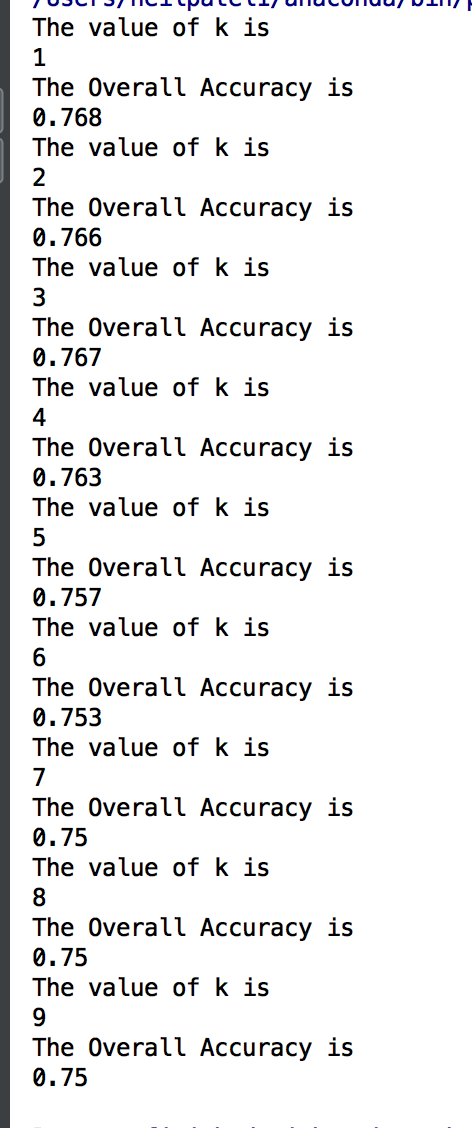 The value of k is
1
The Overall Accuracy is
0.768
The value of k is
2
The Overall Accuracy is
0.766
The value of k is
3
The Overall Accuracy is
0.767
The value of k is
4
The Overall Accuracy is
0.763
The value of k is
5
The Overall Accuracy is
0.757
The value of k is
6
The Overall Accuracy is
0.753
The value of k is
7
The Overall Accuracy is
0.75
The value of k is
8
The Overall Accuracy is
0.75
The value of k is
9
The Overall Accuracy is
0.75